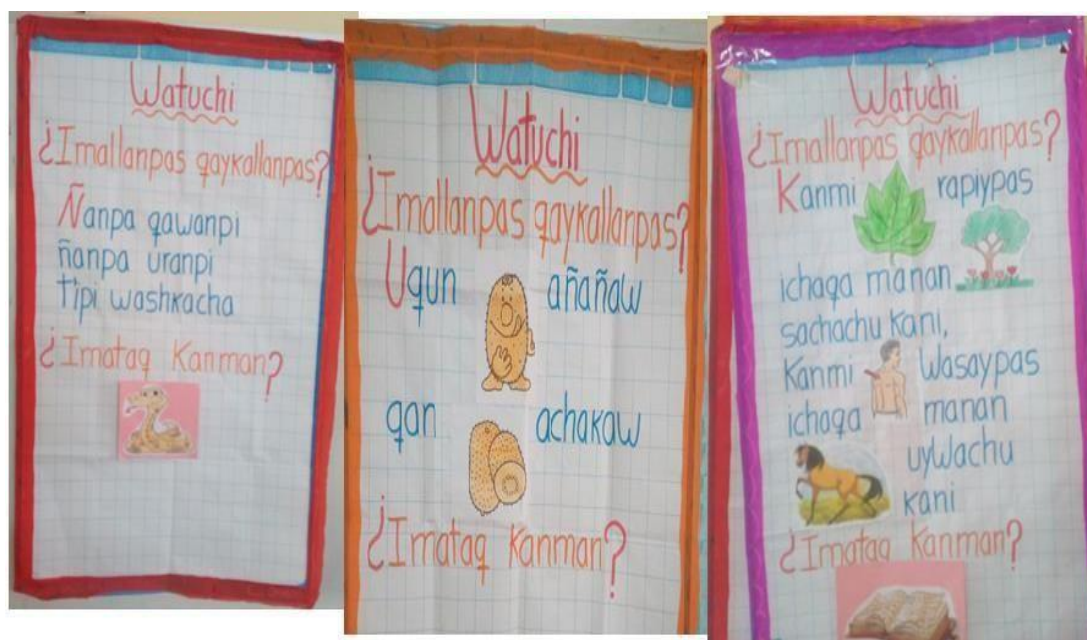 Watuchi
¿Imallanpas qaykallanpas?
Ñanpa qawanpi
ñanpa uranpi
tipi washkacha
¿Imataq Kanman?
Watuchi
¿Imallanpas qaykallanpas?
Uqun añañaw
qan achakaw
¿Imataq Kanman?
Watuchi
¿Imallanpas qaykallanpas?
Kanmi rapiypas
ichaqa manan
sachachu Kani,
Kanmi Wasaypas
ichaqa manan
uywachu
kani
¿Imataq Kanman?